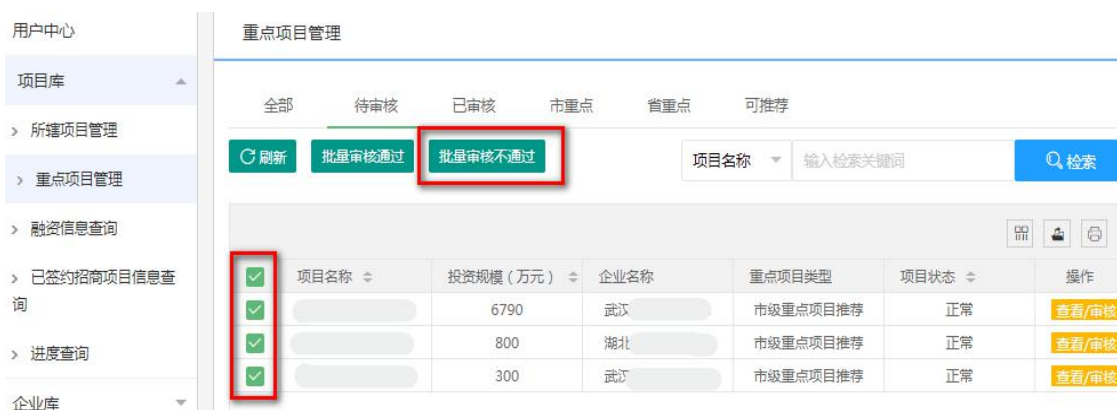 用户中心
项目库
> 所辖项目管理
> 重点项目管理
> 融资信息查询
> 已签约招商项目信息查
询
> 进度查询
企业库
重点项目管理
全部 待审核 已审核 市重点 省重点 可推荐
刷新 批量审核通过 批量审核不通过 项目名称 输入检索关键词 检索
项目名称 投资规模（万元） 企业名称 重点项目类型 项目状态 操作
6790 武汉 市级重点项目推荐 正常 查看/审核
800 湖北 市级重点项目推荐 正常 查看/审核
300 武汉 市级重点项目推荐 正常 查看/审核